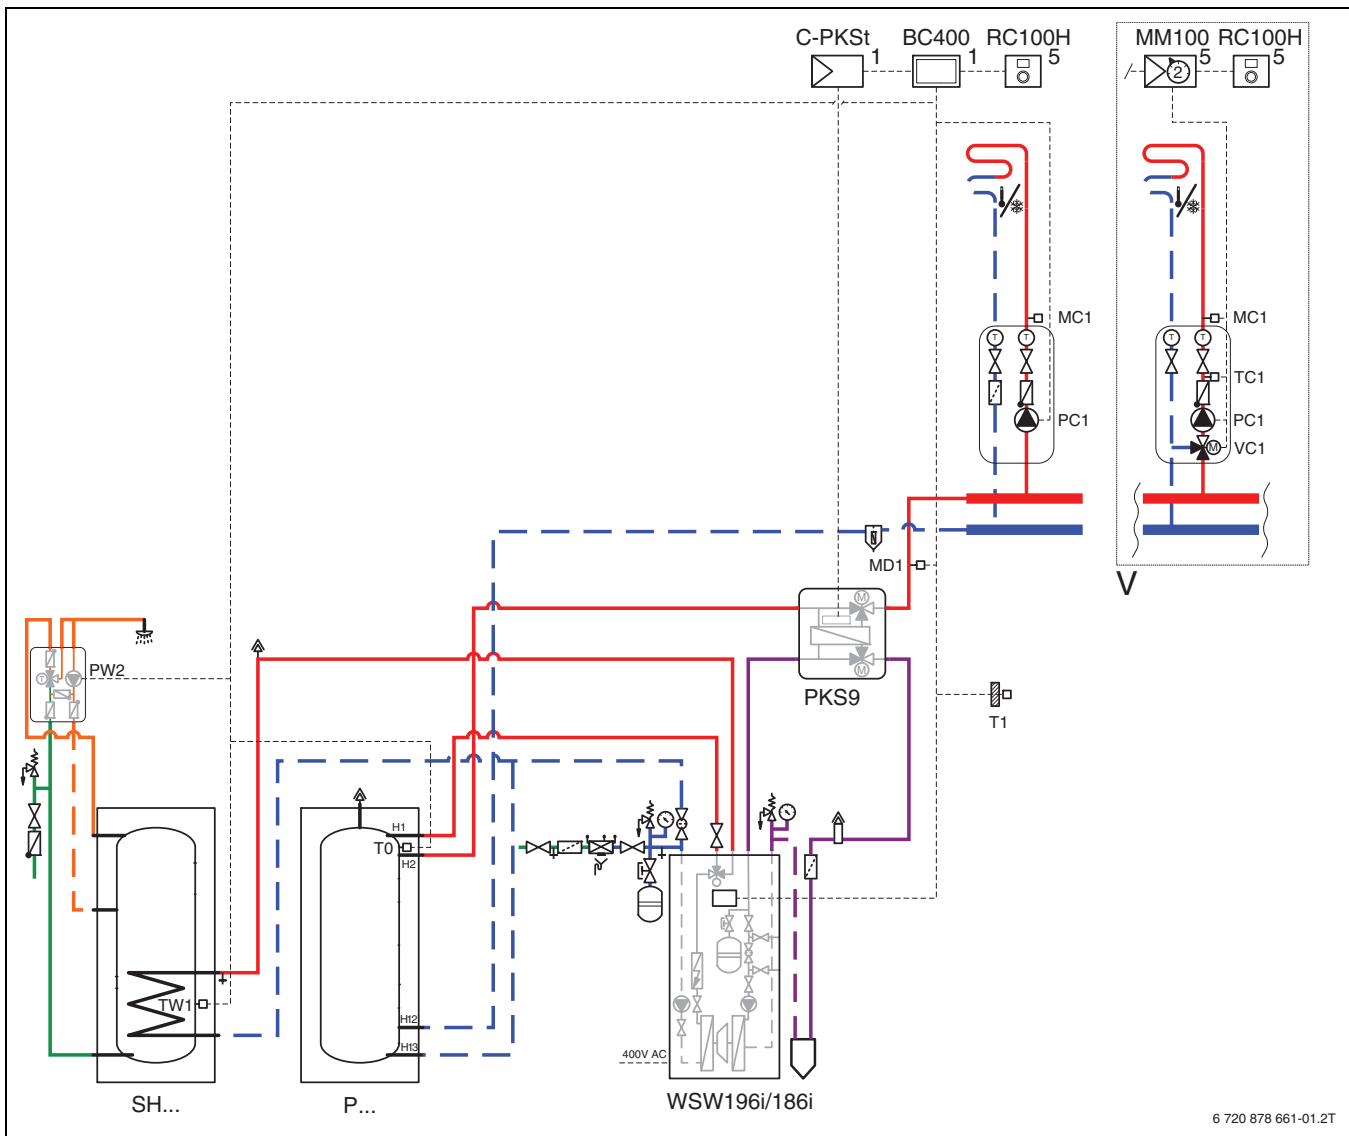 C-PKSt BC400 RC100H MM100 RC100H
1 1 5 5 5
2
MC1 MC1
T T T T
TC1
PC1 PC1
M VC1
MD1
V
M
M
PKS9
T PW2
T1
H1
T0
H2
TW1
H12
H13
400V AC
SH... P... WSW196i/186i
6 720 878 661-01.2T